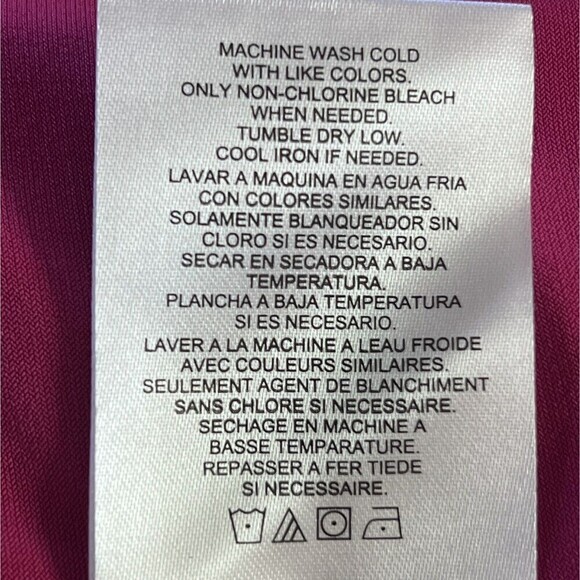 MACHINE WASH COLD
WITH LIKE COLORS.
ONLY NON-CHLORINE BLEACH
WHEN NEEDED.
TUMBLE DRY LOW.
COOL IRON IF NEEDED.
LAVAR A MAQUINA EN AGUA FRIA
CON COLORES SIMILARES.
SOLAMENTE BLANQUEADOR SIN
CLORO SI ES NECESARIO.
SECAR EN SECADORA A BAJA
TEMPERATURA.
PLANCHA A BAJA TEMPERATURA
SI ES NECESARIO.
LAVER A LA MACHINE A LEAU FROIDE
AVEC COULEURS SIMILAIRES.
SEULEMENT AGENT DE BLANCHIMENT
SANS CHLORE SI NECESSAIRE.
SECHAGE EN MACHINE A
BASSE TEMPARATURE.
REPASSER A FER TIEDE
SI NECESSAIRE.